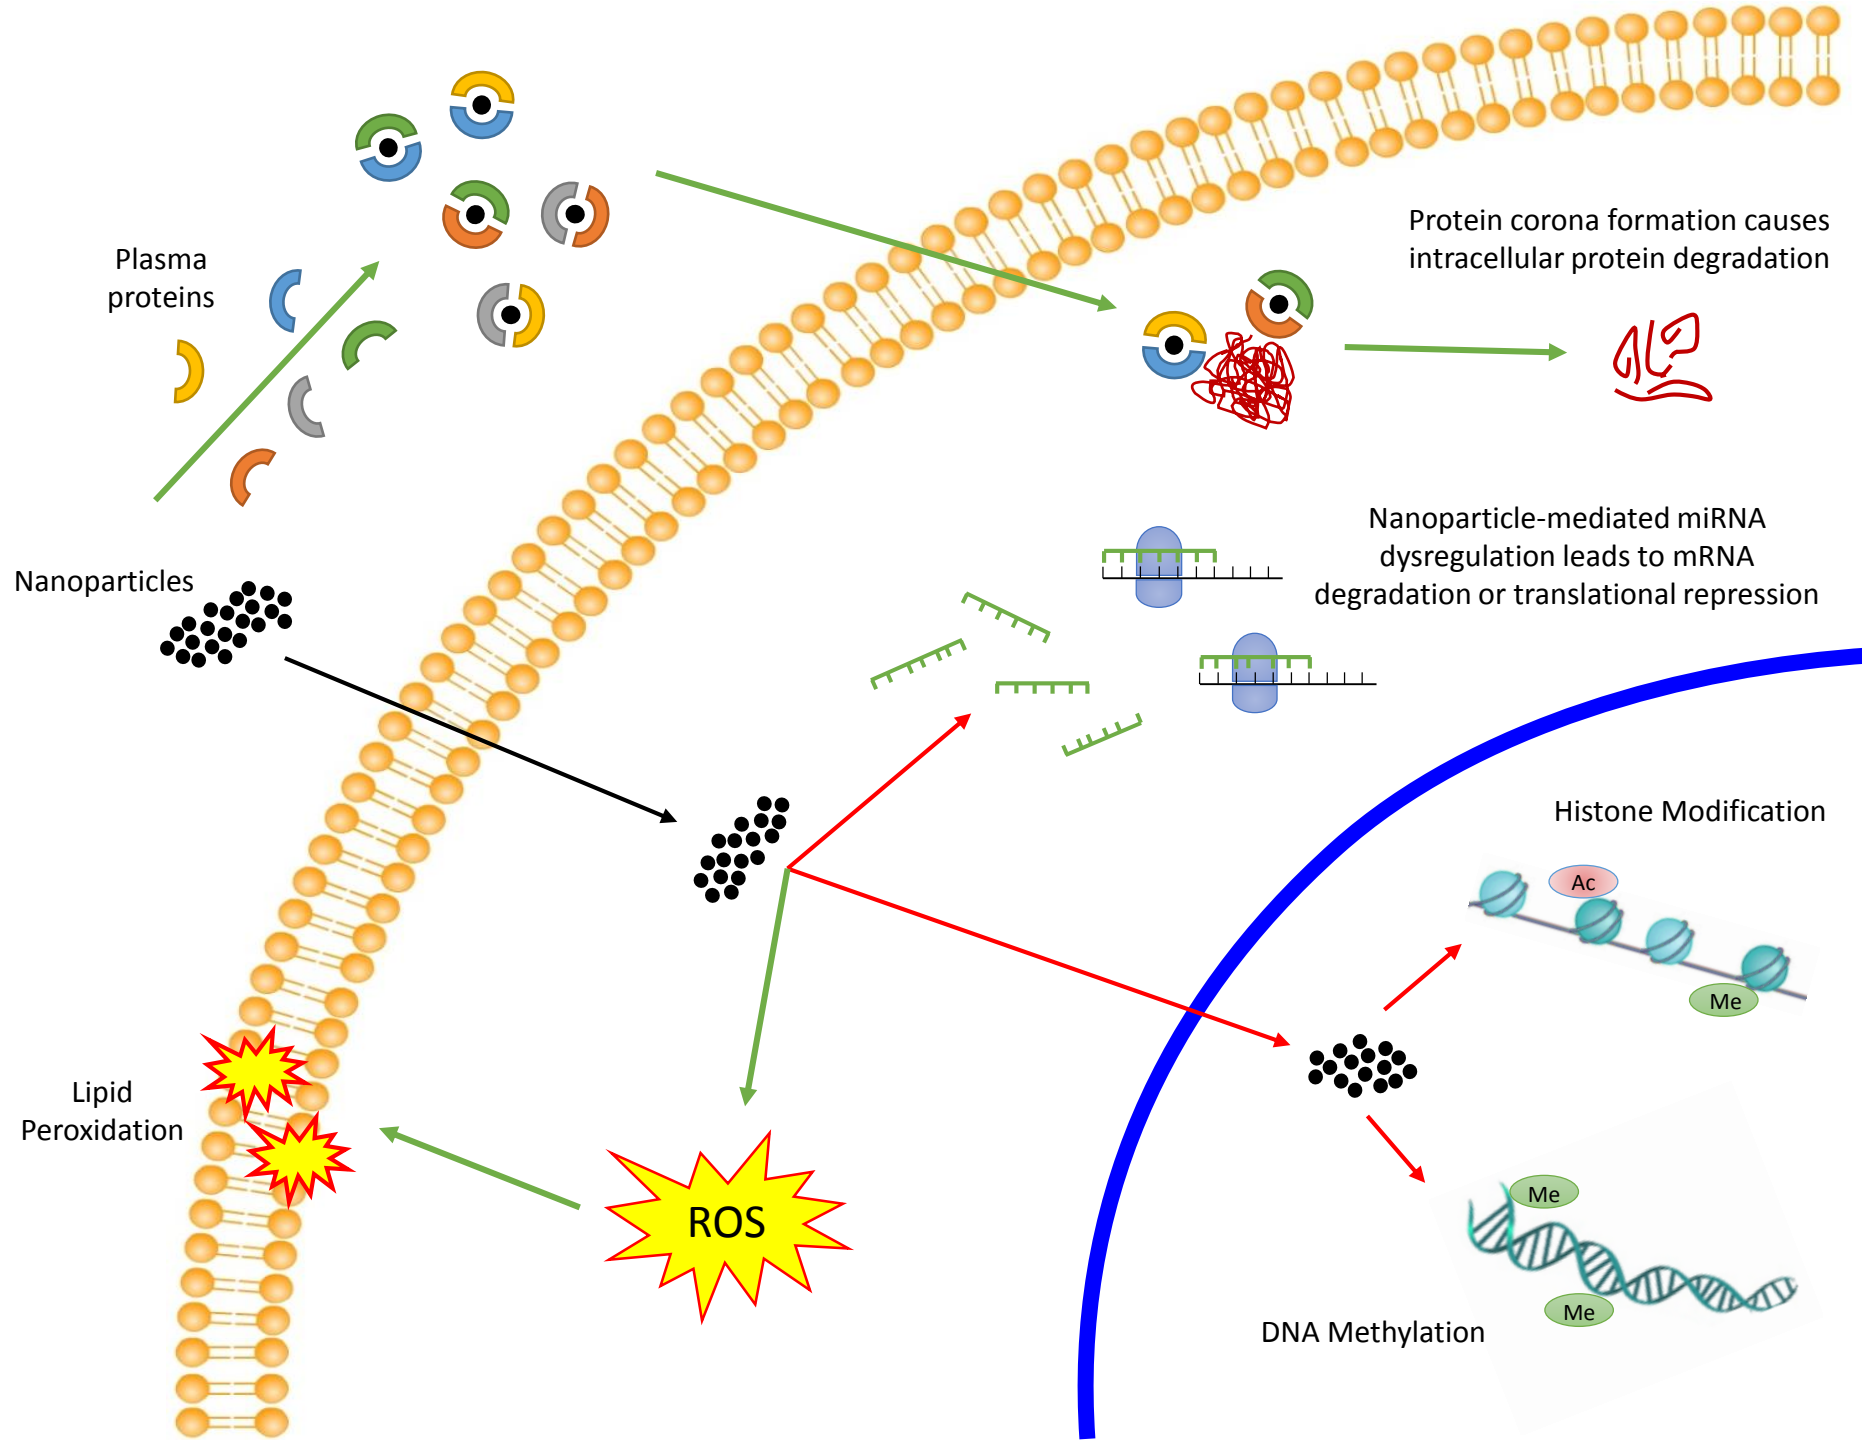 Plasma
proteins
Protein corona formation causes
intracellular protein degradation
Nanoparticles
Nanoparticle-mediated miRNA
dysregulation leads to mRNA
degradation or translational repression
Histone Modification
Ac
Me
Lipid
Peroxidation
ROS
Me
Me
DNA Methylation